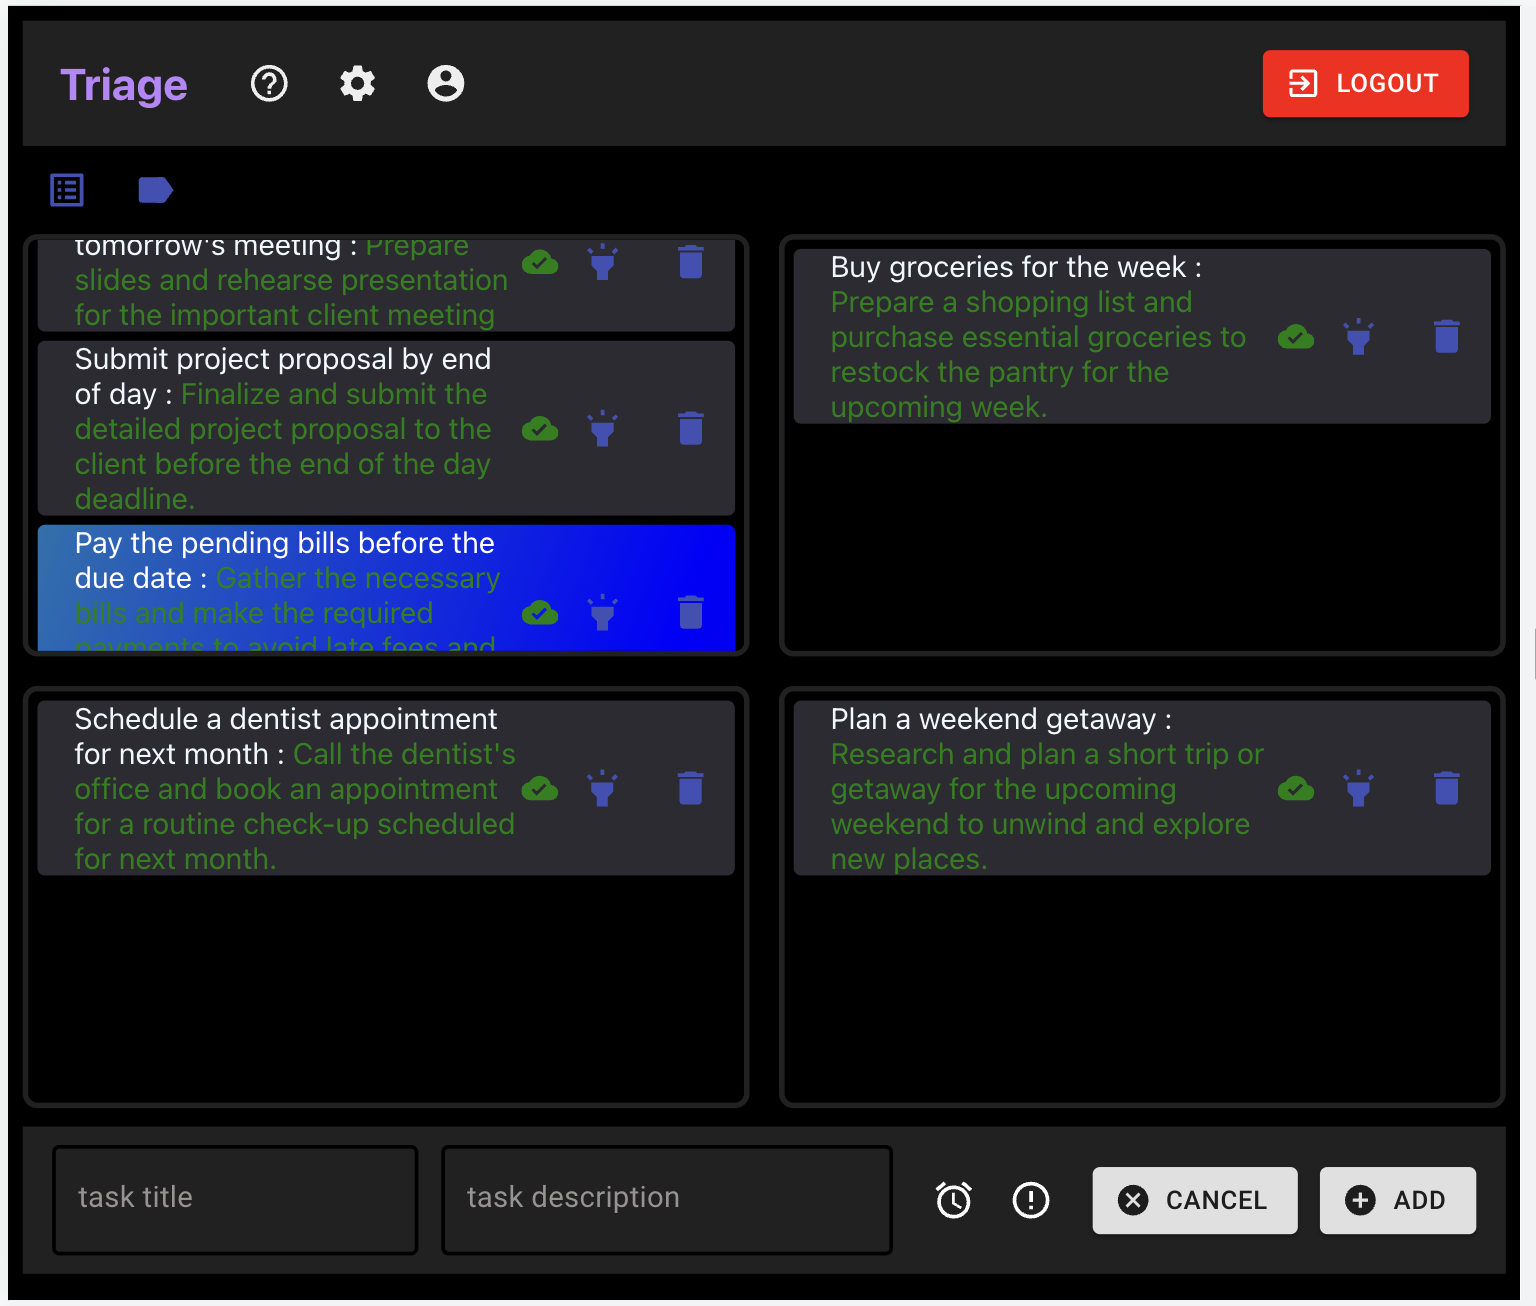 Triage
LOGOUT
tomorrow's meeting : Prepare
slides and rehearse presentation
for the important client meeting
Submit project proposal by end
of day : Finalize and submit the
detailed project proposal to the
client before the end of the day
deadline.
Pay the pending bills before the
due date : Gather the necessary
bills and make the required
payments to avoid late fees and
Buy groceries for the week :
Prepare a shopping list and
purchase essential groceries to
restock the pantry for the
upcoming week.
Schedule a dentist appointment
for next month : Call the dentist's
office and book an appointment
for a routine check-up scheduled
for next month.
Plan a weekend getaway :
Research and plan a short trip or
getaway for the upcoming
weekend to unwind and explore
new places.
task title
task description
CANCEL
ADD